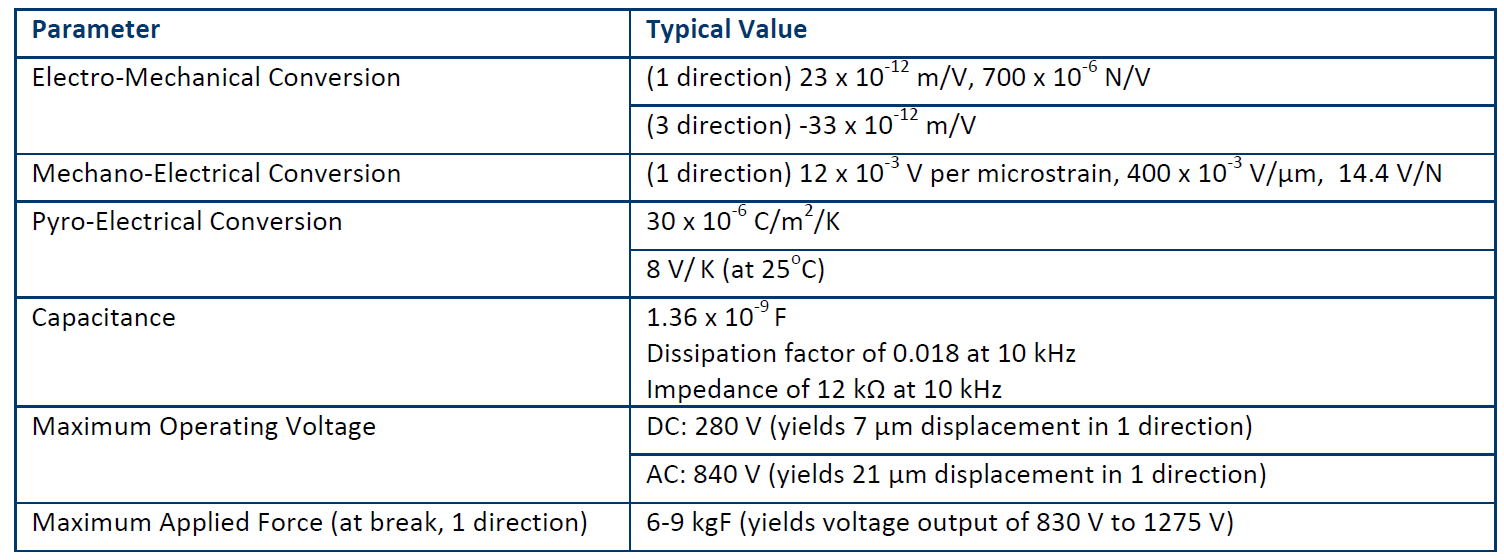 Parameter Typical Value
Electro-Mechanical Conversion (1 direction) 23 x 10⁻¹² m/V, 700 x 10⁻⁶ N/V
(3 direction) -33 x 10⁻¹² m/V
Mechano-Electrical Conversion (1 direction) 12 x 10⁻³ V per microstrain, 400 x 10⁻³ V/μm, 14.4 V/N
Pyro-Electrical Conversion 30 x 10⁻⁶ C/m²/K
8 V/ K (at 25°C)
Capacitance 1.36 x 10⁻⁹ F
Dissipation factor of 0.018 at 10 kHz
Impedance of 12 kΩ at 10 kHz
Maximum Operating Voltage DC: 280 V (yields 7 μm displacement in 1 direction)
AC: 840 V (yields 21 μm displacement in 1 direction)
Maximum Applied Force (at break, 1 direction) 6-9 kgF (yields voltage output of 830 V to 1275 V)